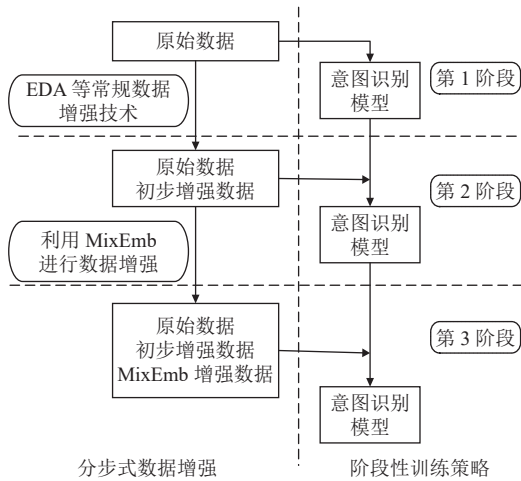 原始数据
EDA 等常规数据
增强技术
意图识别
模型
第 1 阶段
原始数据
初步增强数据
第 2 阶段
意图识别
模型
利用 MixEmb
进行数据增强
原始数据
初步增强数据
MixEmb 增强数据
第 3 阶段
意图识别
模型
分步式数据增强
阶段性训练策略